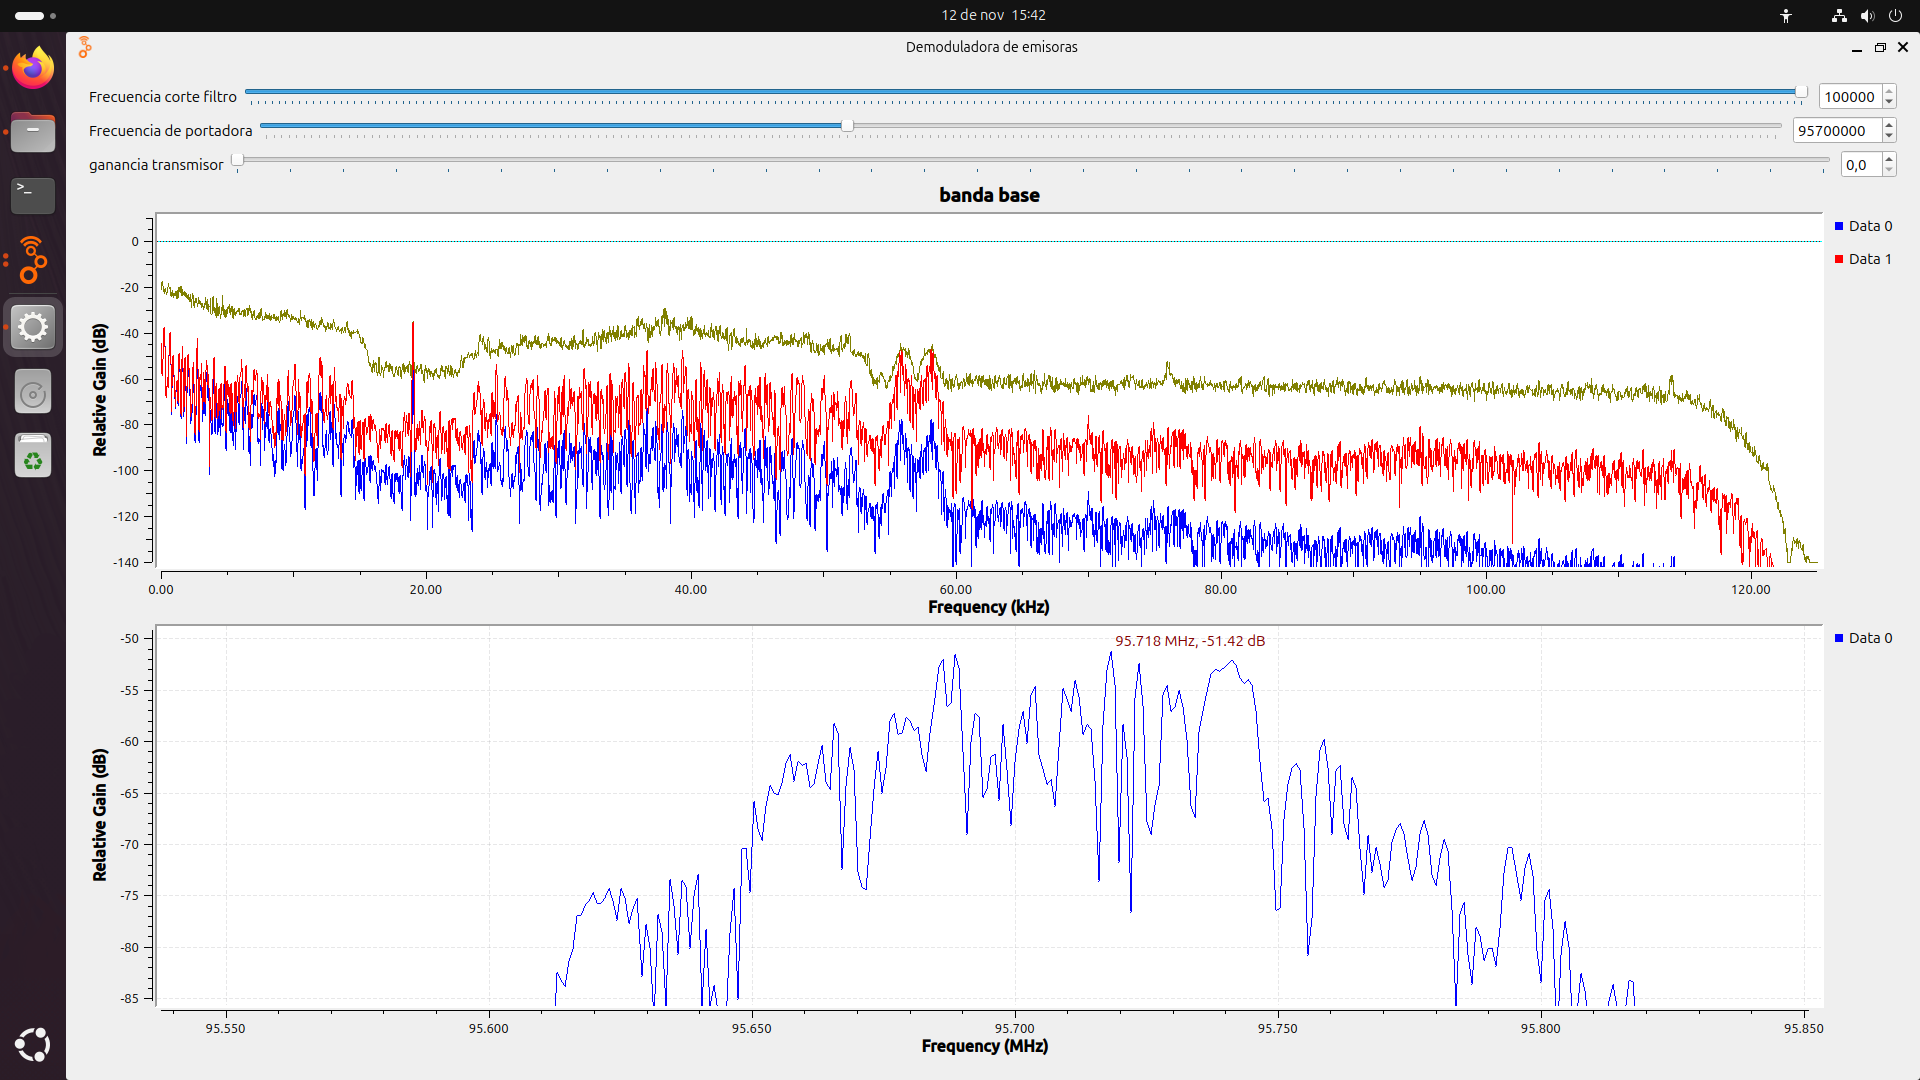 12 de nov 15:42
Demoduladora de emisoras
Frecuencia corte filtro 100000
Frecuencia de portadora 95700000
ganancia transmisor 0,0
banda base
Data 0
Data 1
Relative Gain (dB)
0
-20
-40
-60
-80
-100
-120
-140
0.00 20.00 40.00 60.00 80.00 100.00 120.00
Frequency (kHz)
95.718 MHz, -51.42 dB
Data 0
Relative Gain (dB)
-50
-55
-60
-65
-70
-75
-80
-85
95.550 95.600 95.650 95.700 95.750 95.800 95.850
Frequency (MHz)